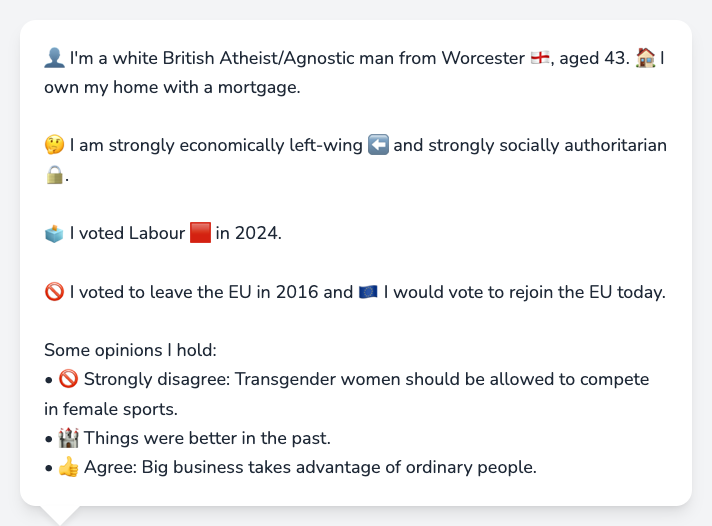 👤 I'm a white British Atheist/Agnostic man from Worcester 🏴󠁧󠁢󠁥󠁮󠁧󠁿, aged 43. 🏠 I
own my home with a mortgage.
🤔 I am strongly economically left-wing ⬅️ and strongly socially authoritarian
🔒.
🗳️ I voted Labour 🟥 in 2024.
🚫 I voted to leave the EU in 2016 and 🇪🇺 I would vote to rejoin the EU today.
Some opinions I hold:
• 🚫 Strongly disagree: Transgender women should be allowed to compete
in female sports.
• 🏰 Things were better in the past.
• 👍 Agree: Big business takes advantage of ordinary people.